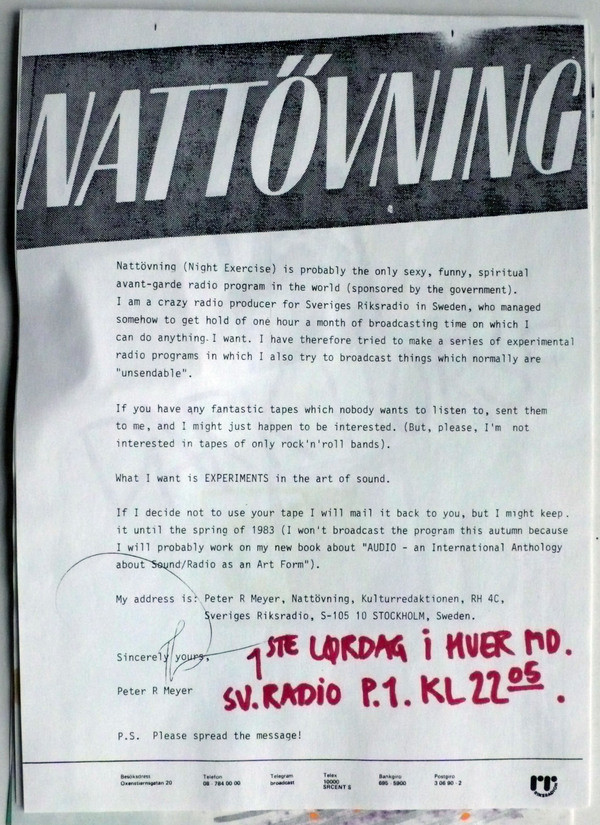 NATTÖVNING
Nattövning (Night Exercise) is probably the only sexy, funny, spiritual
avant-garde radio program in the world (sponsored by the government).
I am a crazy radio producer for Sveriges Riksradio in Sweden, who managed
somehow to get hold of one hour a month of broadcasting time on which I
can do anything I want. I have therefore tried to make a series of experimental
radio programs in which I also try to broadcast things which normally are
"unsendable".
If you have any fantastic tapes which nobody wants to listen to, sent them
to me, and I might just happen to be interested. (But, please, I'm not
interested in tapes of only rock'n'roll bands).
What I want is EXPERIMENTS in the art of sound.
If I decide not to use your tape I will mail it back to you, but I might keep.
it until the spring of 1983 (I won't broadcast the program this autumn because
I will probably work on my new book about "AUDIO - an International Anthology
about Sound/Radio as an Art Form").
My address is: Peter R Meyer, Nattövning, Kulturredaktionen, RH 4C,
Sveriges Riksradio, S-105 10 STOCKHOLM, Sweden.
Sincerely yours,
1STE LØRDAG i HVER MD.
Peter R Meyer
SV. RADIO P.1. KL 22 05.
P.S. Please spread the message!
Besöksadress Telefon Telegram Telex Bankgiro Postgiro
Oxenstiernsgatan 20 08-784 00 00 broadcast 10000 695-5900 3 06 90-2
SRCENT S
RIKSRADIO